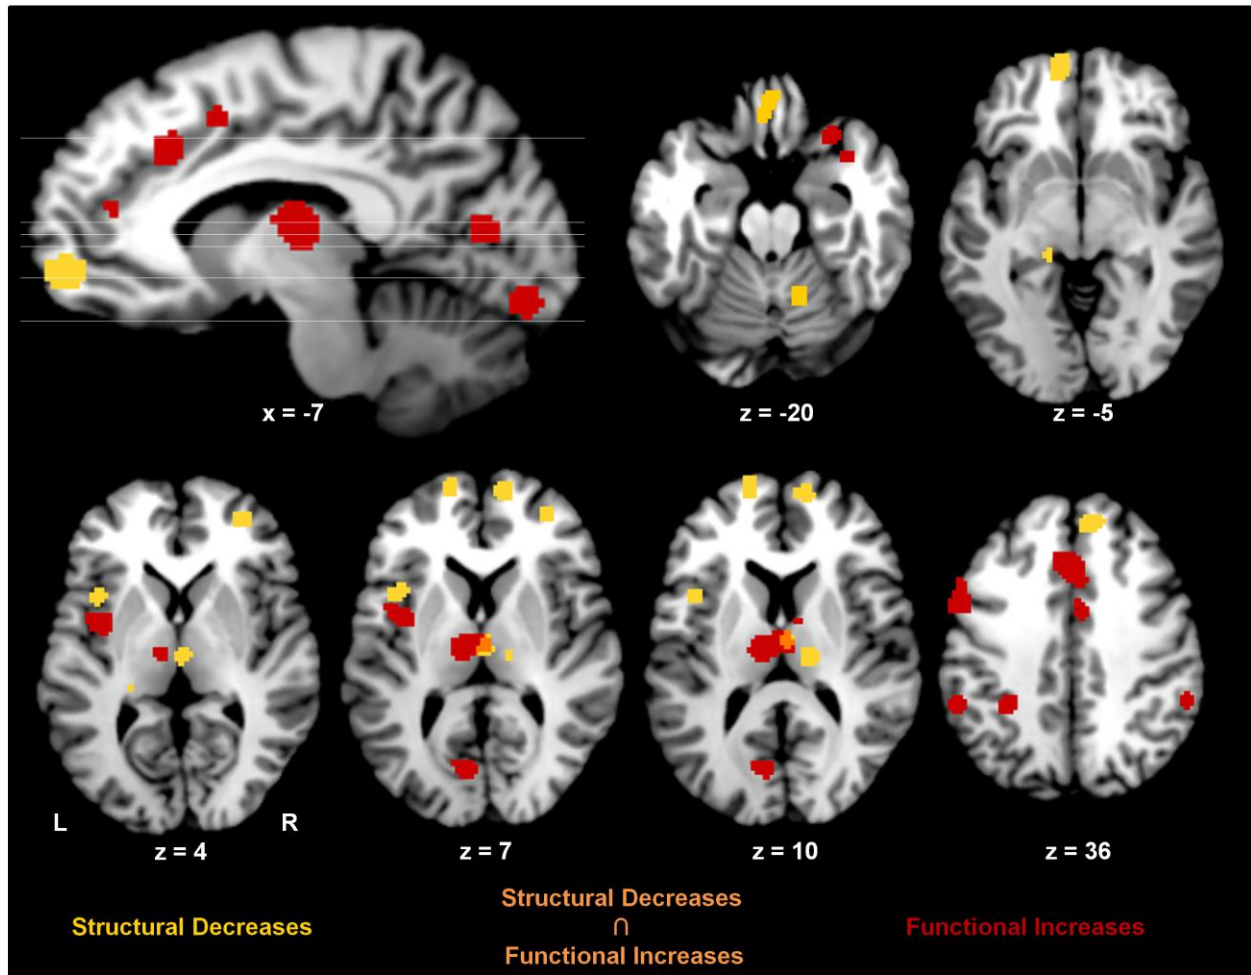 x = -7
z = -20
z = -5
L
R
z = 4
z = 7
z = 10
z = 36
Structural Decreases
Structural Decreases
∩
Functional Increases
Functional Increases